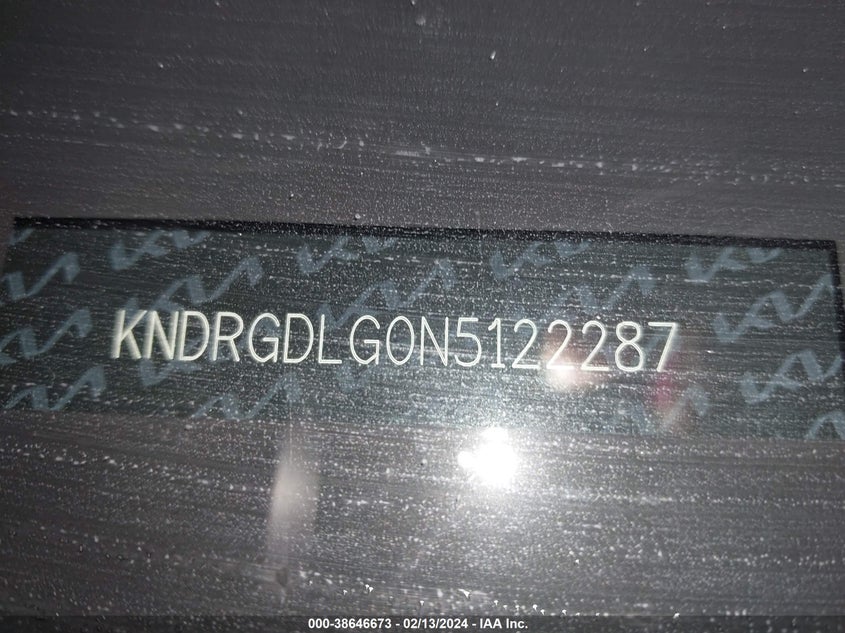 KNDRGDLG0N5122287
000-38646673 - 02/13/2024 - IAA Inc.